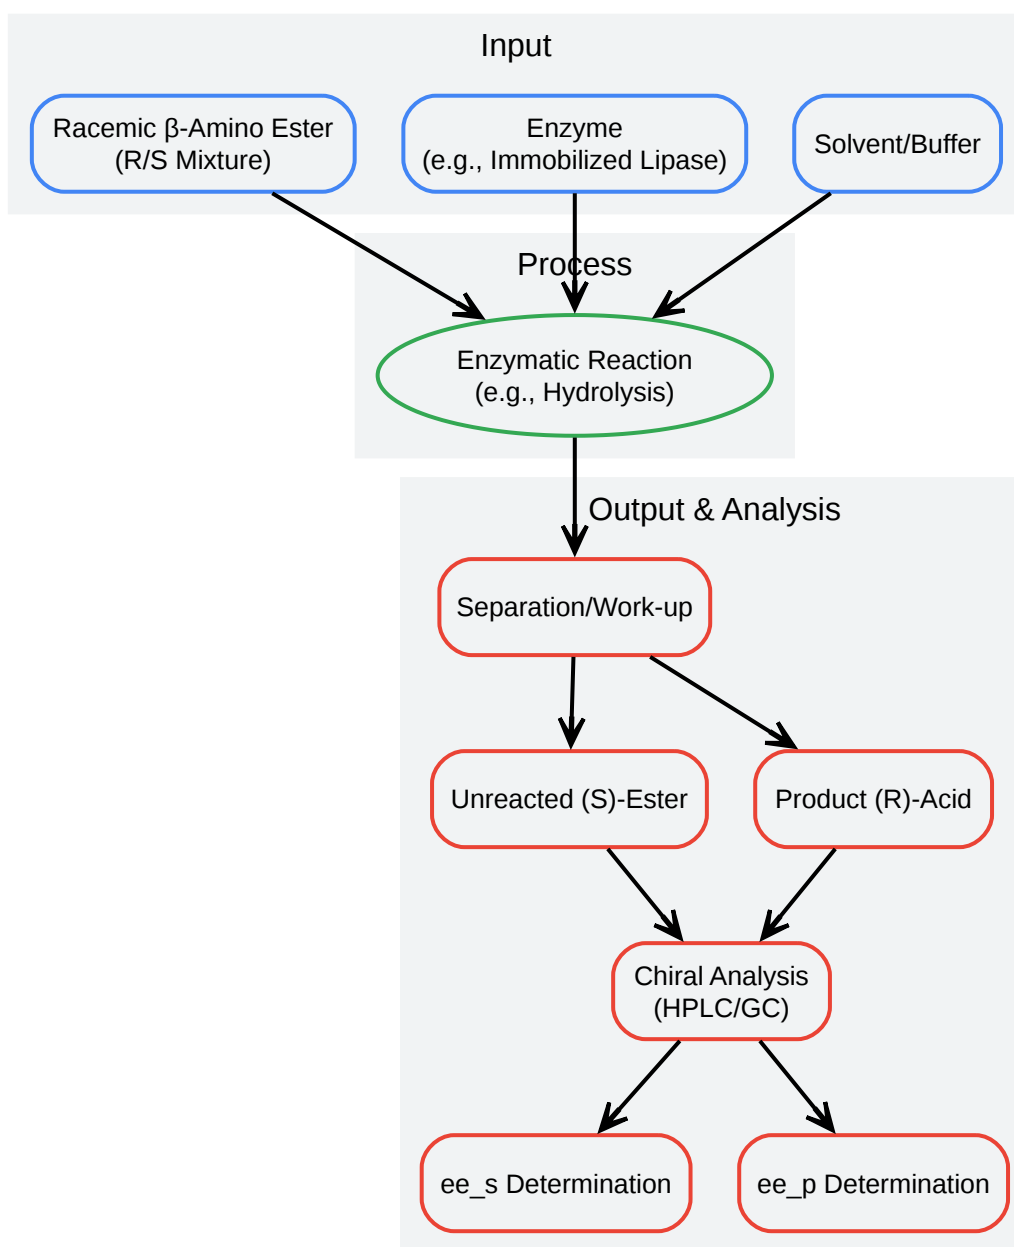 Input
Racemic β-Amino Ester
(R/S Mixture)
Enzyme
(e.g., Immobilized Lipase)
Solvent/Buffer
Process
Enzymatic Reaction
(e.g., Hydrolysis)
Output & Analysis
Separation/Work-up
Unreacted (S)-Ester
Product (R)-Acid
Chiral Analysis
(HPLC/GC)
ee_s Determination
ee_p Determination